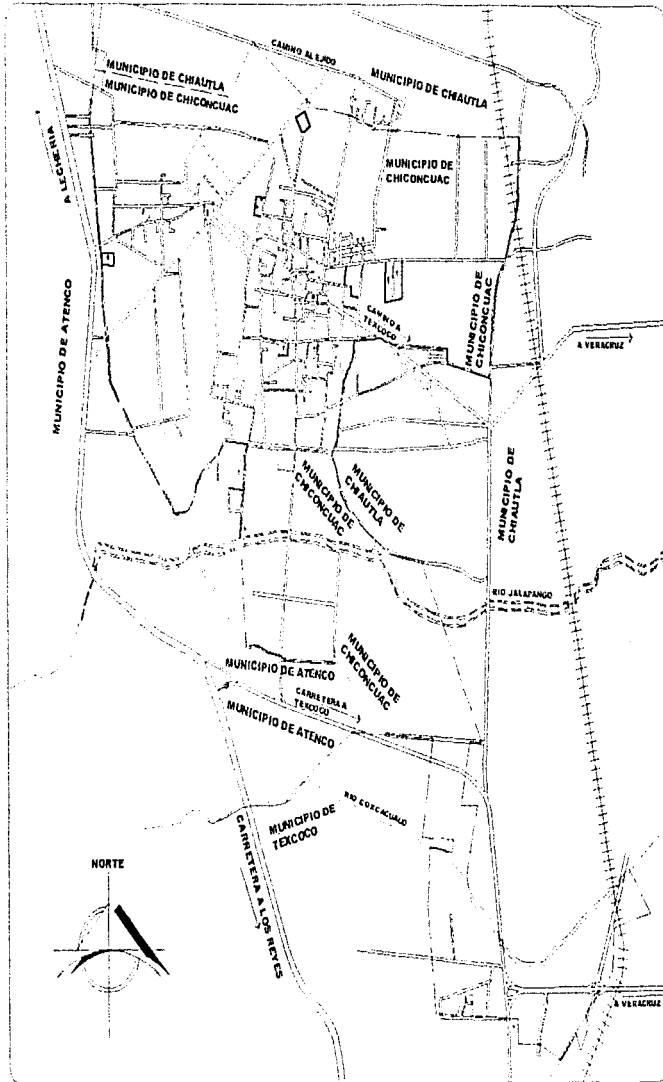 CAMINO AL EJIDO
MUNICIPIO DE CHIAUTLA
MUNICIPIO DE CHICONCUAC
MUNICIPIO DE CHIAUTLA
A LECHERIA
MUNICIPIO DE
CHICONCUAC
MUNICIPIO DE ATENCO
CAMINO A
TEXCOCO
MUNICIPIO DE
CHICONCUAC
A VERACRUZ
MUNICIPIO DE
CHICONCUAC
MUNICIPIO DE
CHIAUTLA
MUNICIPIO DE
CHIAUTLA
RIO JALAPANGO
MUNICIPIO DE ATENCO
MUNICIPIO DE
CHICONCUAC
CARRETERA A
TEXCOCO
MUNICIPIO DE ATENCO
MUNICIPIO DE
TEXCOCO
RIO
CARRETERA A LOS REYES
NORTE
A VERACRUZ